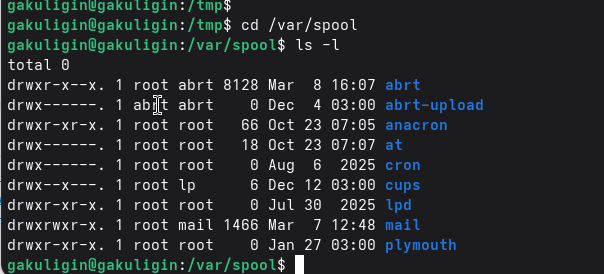 gakuligin@gakuligin:/tmp$
gakuligin@gakuligin:/tmp$ cd /var/spool
gakuligin@gakuligin:/var/spool$ ls -l
total 0
drwxr-x--x. 1 root abrt 8128 Mar  8 16:07 abrt
drwx------. 1 abrt abrt    0 Dec  4 03:00 abrt-upload
drwxr-xr-x. 1 root root   66 Oct 23 07:05 anacron
drwx------. 1 root root   18 Oct 23 07:07 at
drwx------. 1 root root    0 Aug  6  2025 cron
drwx--x---. 1 root lp      6 Dec 12 03:00 cups
drwxr-xr-x. 1 root root    0 Jul 30  2025 lpd
drwxrwxr-x. 1 root mail 1466 Mar  7 12:48 mail
drwxr-xr-x. 1 root root    0 Jan 27 03:00 plymouth
gakuligin@gakuligin:/var/spool$